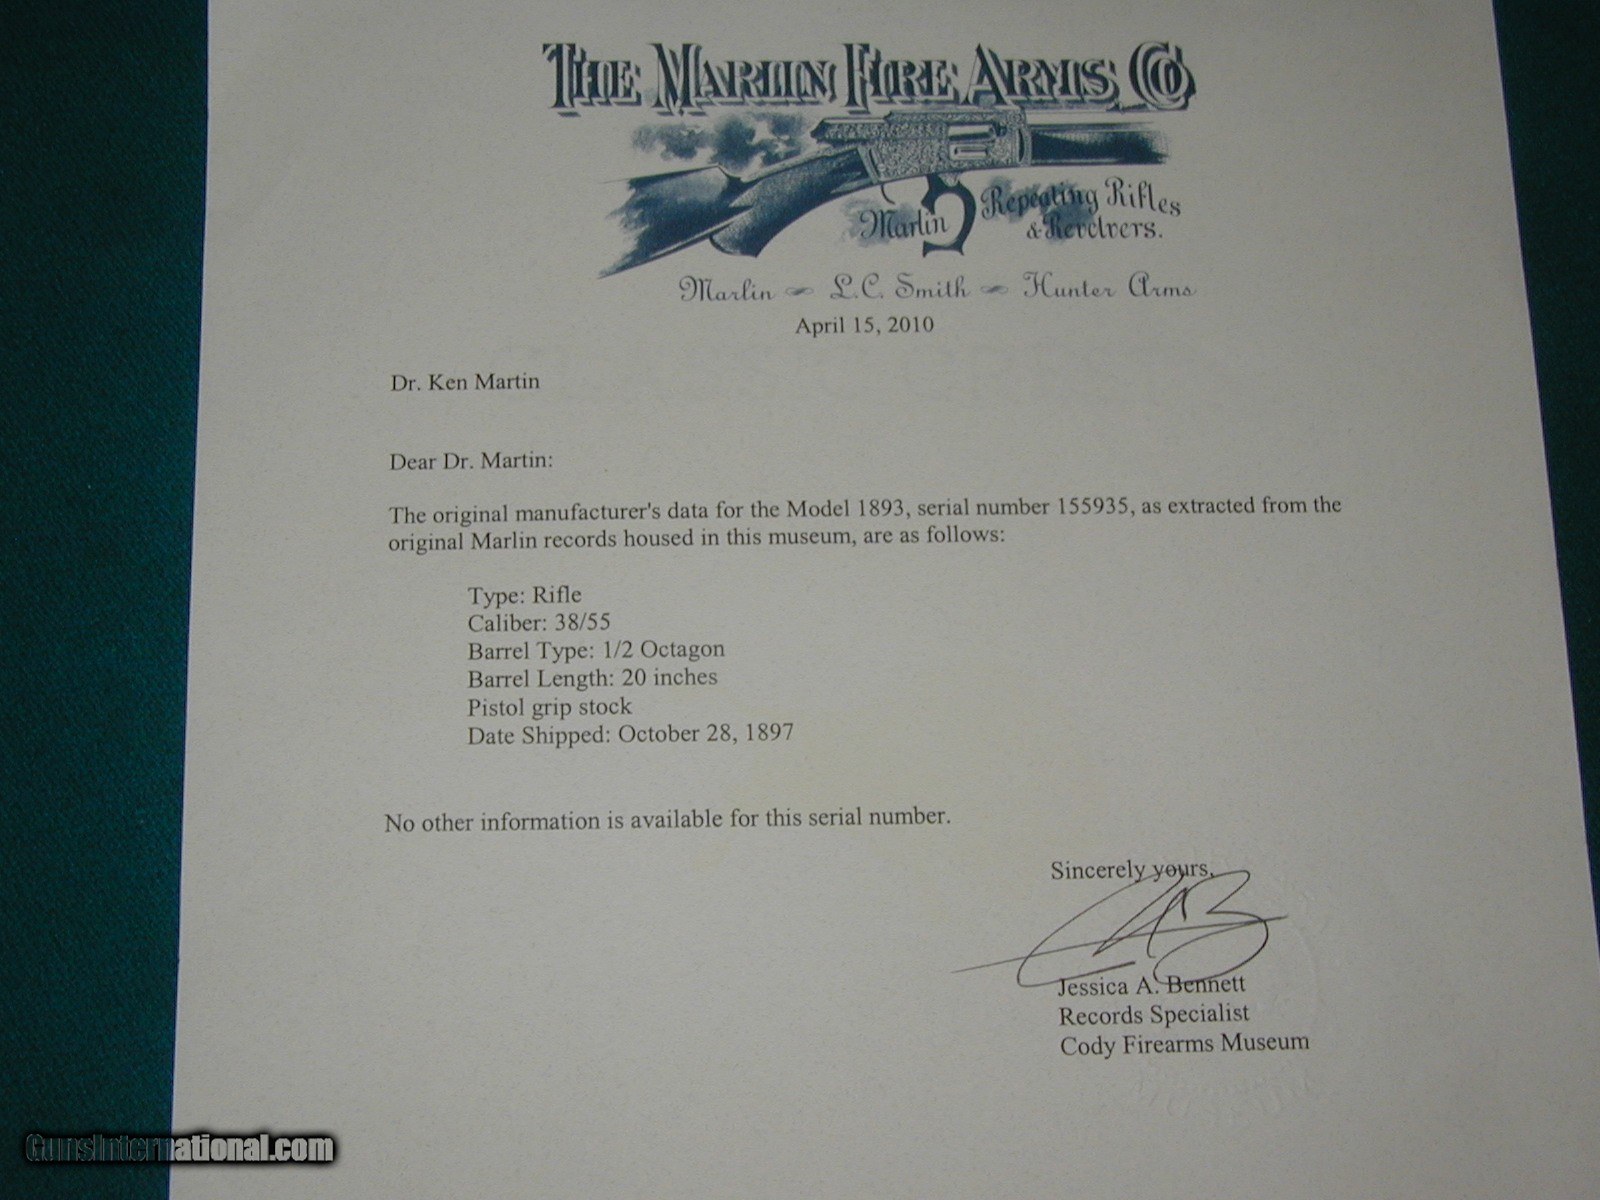 The Marlin Fire Arms Co.
Marlin Repeating Rifles
& Revolvers.
Marlin L.C. Smith Hunter Arms
April 15, 2010
Dr. Ken Martin
Dear Dr. Martin:
The original manufacturer's data for the Model 1893, serial number 155935, as extracted from the
original Marlin records housed in this museum, are as follows:
Type: Rifle
Caliber: 38/55
Barrel Type: 1/2 Octagon
Barrel Length: 20 inches
Pistol grip stock
Date Shipped: October 28, 1897
No other information is available for this serial number.
Sincerely yours,
Jessica A. Bennett
Records Specialist
Cody Firearms Museum
GunsInternational.com